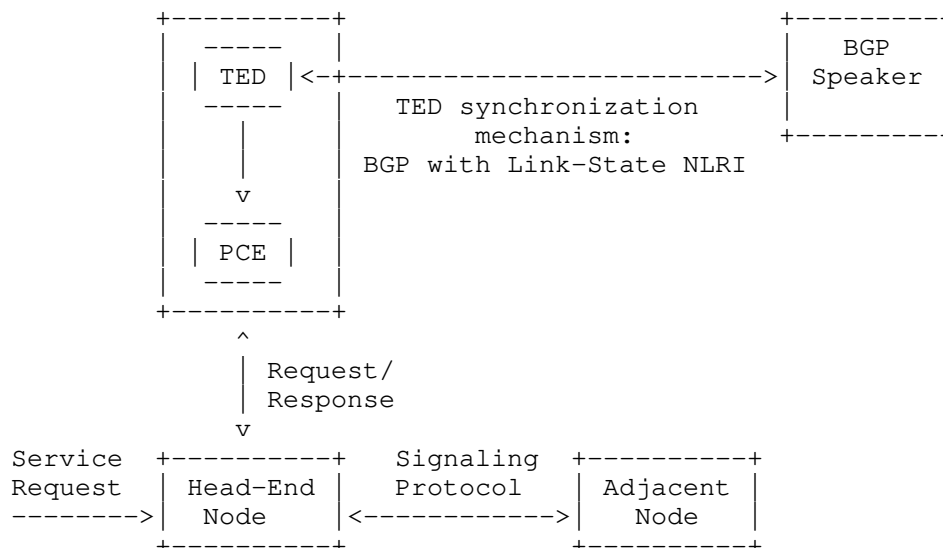 BGP
TED
Speaker
TED synchronization
mechanism:
BGP with Link-State NLRI
PCE
Request/
Response
Service
Signaling
Request
Head-End
Protocol
Adjacent
Node
Node